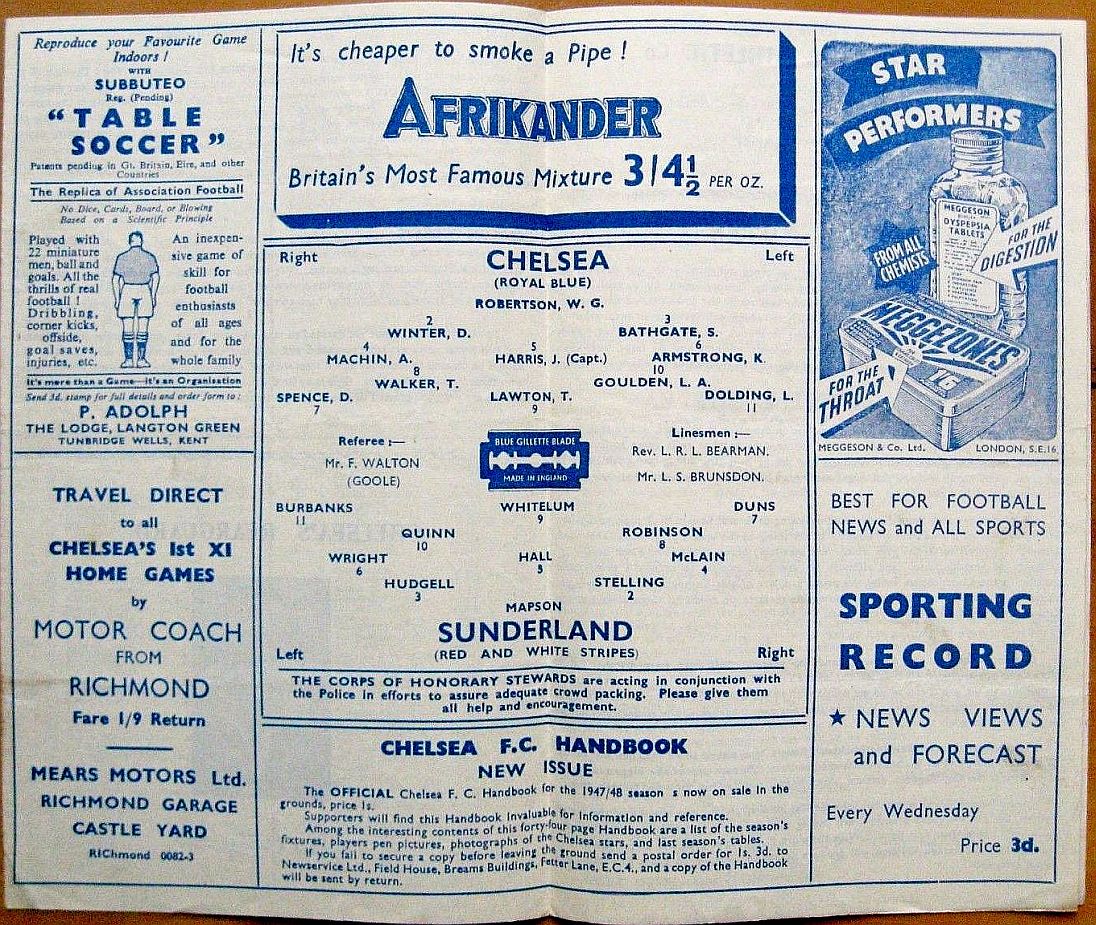 Reproduce your Favourite Game
Indoors !
WITH
SUBBUTEO
Reg. (Pending)
"TABLE
SOCCER"
Patents pending in Gt. Britain, Eire, and other
Countries
The Replica of Association Football
No Dice, Cards, Board, or Blowing
Based on a Scientific Principle
Played with
22 miniature
men, ball and
goals. All the
thrills of real
football !
Dribbling,
corner kicks,
offside,
goal saves,
injuries, etc.
An inexpen-
sive game of
skill for
football
enthusiasts
of all ages
and for the
whole family
It's more than a Game—it's an Organisation
Send 3d. stamp for full details and order form to :
P. ADOLPH
THE LODGE, LANGTON GREEN
TUNBRIDGE WELLS, KENT
TRAVEL DIRECT
to all
CHELSEA'S 1st XI
HOME GAMES
by
MOTOR COACH
FROM
RICHMOND
Fare 1/9 Return
MEARS MOTORS Ltd.
RICHMOND GARAGE
CASTLE YARD
RIChmond 0082-3
It's cheaper to smoke a Pipe !
AFRIKANDER
Britain's Most Famous Mixture 3/4½ PER OZ.
Right CHELSEA Left
(ROYAL BLUE)
ROBERTSON, W. G.
2 3
WINTER, D. BATHGATE, S.
4 5 6
MACHIN, A. HARRIS, J. (Capt.) ARMSTRONG, K.
8 10
WALKER, T. GOULDEN, L. A.
SPENCE, D. LAWTON, T. DOLDING, L.
7 9 11
Referee :—
Mr. F. WALTON
(GOOLE)
BLUE GILLETTE BLADE
MADE IN ENGLAND
Linesmen :—
Rev. L. R. L. BEARMAN.
Mr. L. S. BRUNSDON.
BURBANKS WHITELUM DUNS
11 9 7
QUINN ROBINSON
10 8
WRIGHT HALL McLAIN
6 5 4
HUDGELL STELLING
3 2
MAPSON
SUNDERLAND
Left (RED AND WHITE STRIPES) Right
THE CORPS OF HONORARY STEWARDS are acting in conjunction with
the Police in efforts to assure adequate crowd packing. Please give them
all help and encouragement.
CHELSEA F.C. HANDBOOK
NEW ISSUE
The OFFICIAL Chelsea F. C. Handbook for the 1947/48 season s now on sale in the
grounds, price 1s.
Supporters will find this Handbook invaluable for information and reference.
Among the interesting contents of this forty-four page Handbook are a list of the season's
fixtures, players pen pictures, photographs of the Chelsea stars, and last season's tables.
If you fail to secure a copy before leaving the ground send a postal order for 1s. 3d. to
Newservice Ltd., Field House, Breams Buildings, Fetter Lane, E.C.4., and a copy of the Handbook
will be sent by return.
STAR
PERFORMERS
MEGGESON
DYSPEPSIA
TABLETS
FROM ALL
CHEMISTS
FOR THE
DIGESTION
MEGGEZONES
1/6
FOR THE
THROAT
MEGGESON & Co. Ltd. LONDON, S.E.16
BEST FOR FOOTBALL
NEWS and ALL SPORTS
SPORTING
RECORD
★ NEWS VIEWS
and FORECAST
Every Wednesday
Price 3d.